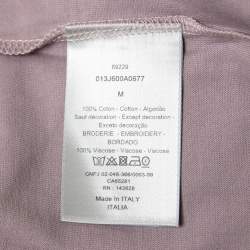 69229
013J600A0677
M
100% Coton - Cotton - Algodão
Sauf décoration - Except decoration -
Exceto decoração
BRODERIE - EMBROIDERY -
BORDADO
100% Viscose - Viscose - Viscose
CA65281
RN : 143828
Made in ITALY
ITALIA